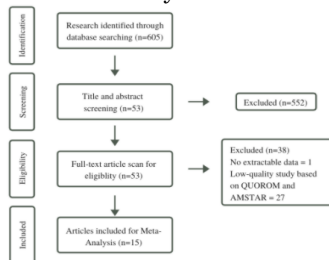 Identification
Research identified through
database searching (n=605)
Screening
Title and abstract
screening (n=53)
Excluded (n=552)
Eligibility
Full-text article scan for
eligiblity (n=53)
Excluded (n=38)
No extractable data = 1
Low-quality study based
on QUOROM and
AMSTAR = 27
Included
Articles included for Meta-
Analysis (n=15)